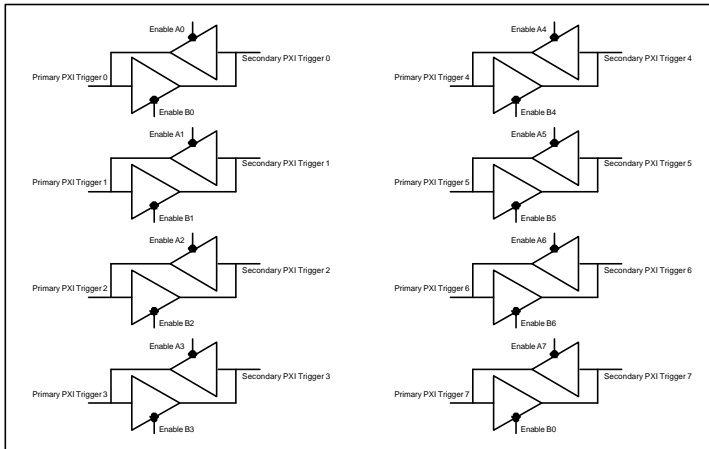 Enable A0
Secondary PXI Trigger 0
Primary PXI Trigger 0
Enable B0
Enable A1
Secondary PXI Trigger 1
Primary PXI Trigger 1
Enable B1
Enable A2
Secondary PXI Trigger 2
Primary PXI Trigger 2
Enable B2
Enable A3
Secondary PXI Trigger 3
Primary PXI Trigger 3
Enable B3
Enable A4
Secondary PXI Trigger 4
Primary PXI Trigger 4
Enable B4
Enable A5
Secondary PXI Trigger 5
Primary PXI Trigger 5
Enable B5
Enable A6
Secondary PXI Trigger 6
Primary PXI Trigger 6
Enable B6
Enable A7
Secondary PXI Trigger 7
Primary PXI Trigger 7
Enable B0